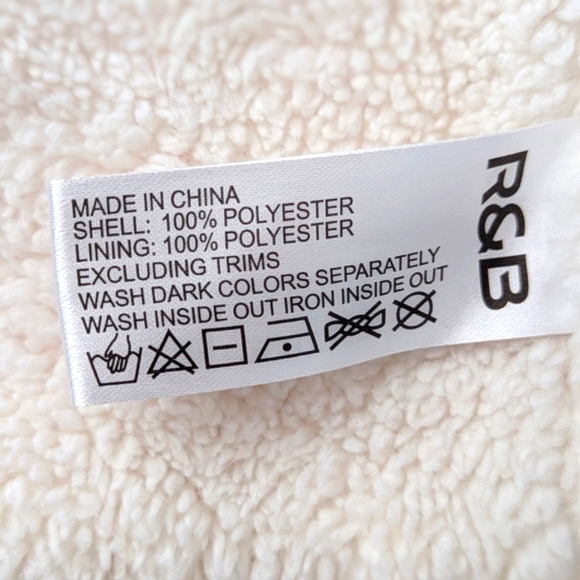 MADE IN CHINA
SHELL: 100% POLYESTER
LINING: 100% POLYESTER
EXCLUDING TRIMS
WASH DARK COLORS SEPARATELY
WASH INSIDE OUT IRON INSIDE OUT
R&B